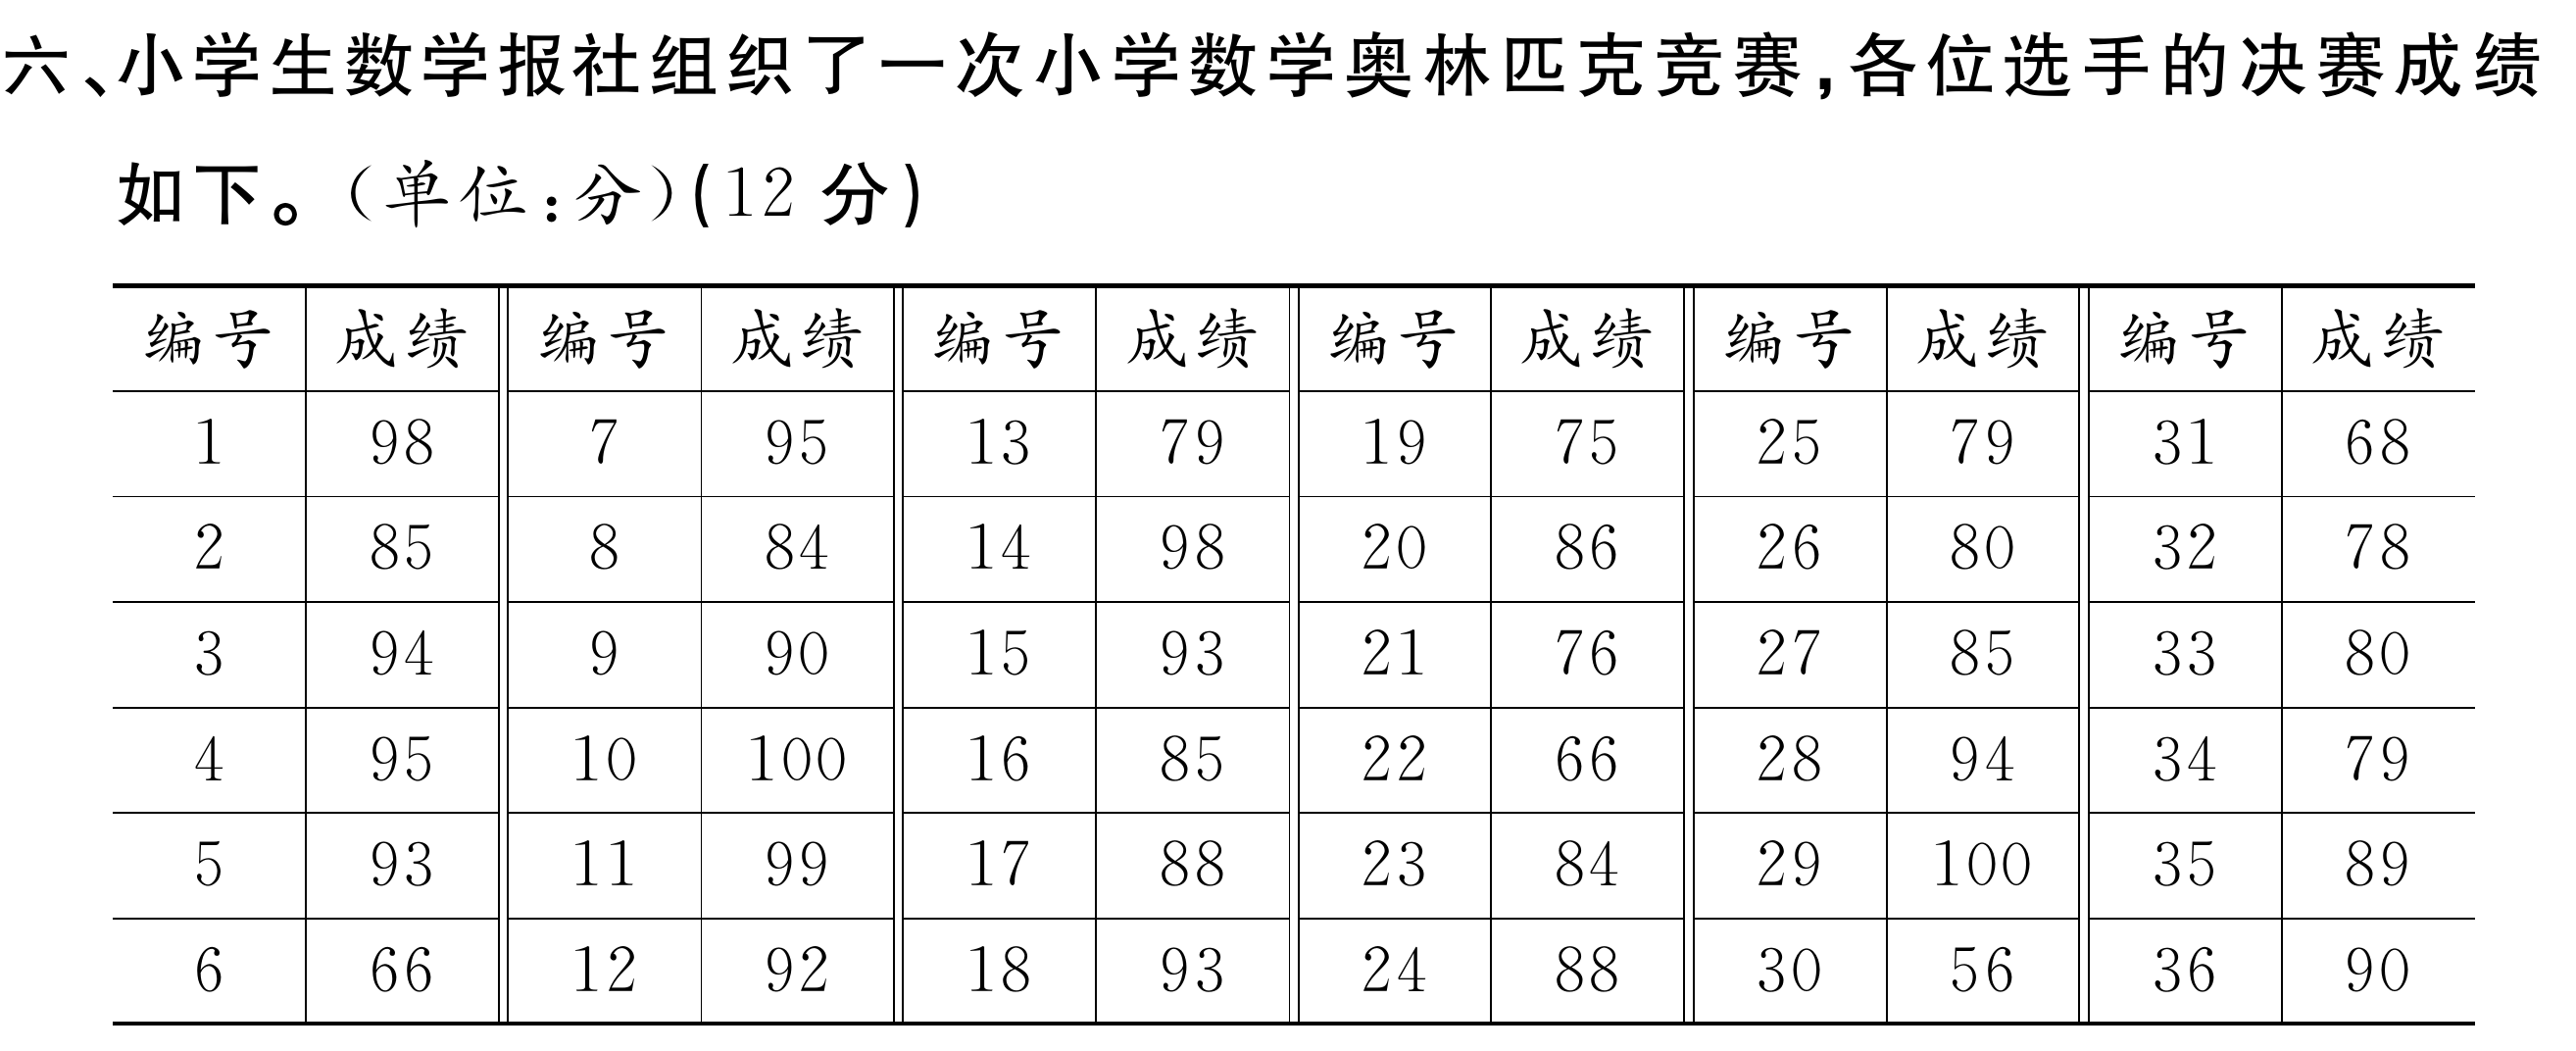 六、小学生数学报社组织了一次小学数学奥林匹克竞赛,各位选手的决赛成绩
如下。(单位:分)(12 分)
编号 成绩 编号 成绩 编号 成绩 编号 成绩 编号 成绩 编号 成绩
1 98 7 95 13 79 19 75 25 79 31 68
2 85 8 84 14 98 20 86 26 80 32 78
3 94 9 90 15 93 21 76 27 85 33 80
4 95 10 100 16 85 22 66 28 94 34 79
5 93 11 99 17 88 23 84 29 100 35 89
6 66 12 92 18 93 24 88 30 56 36 90